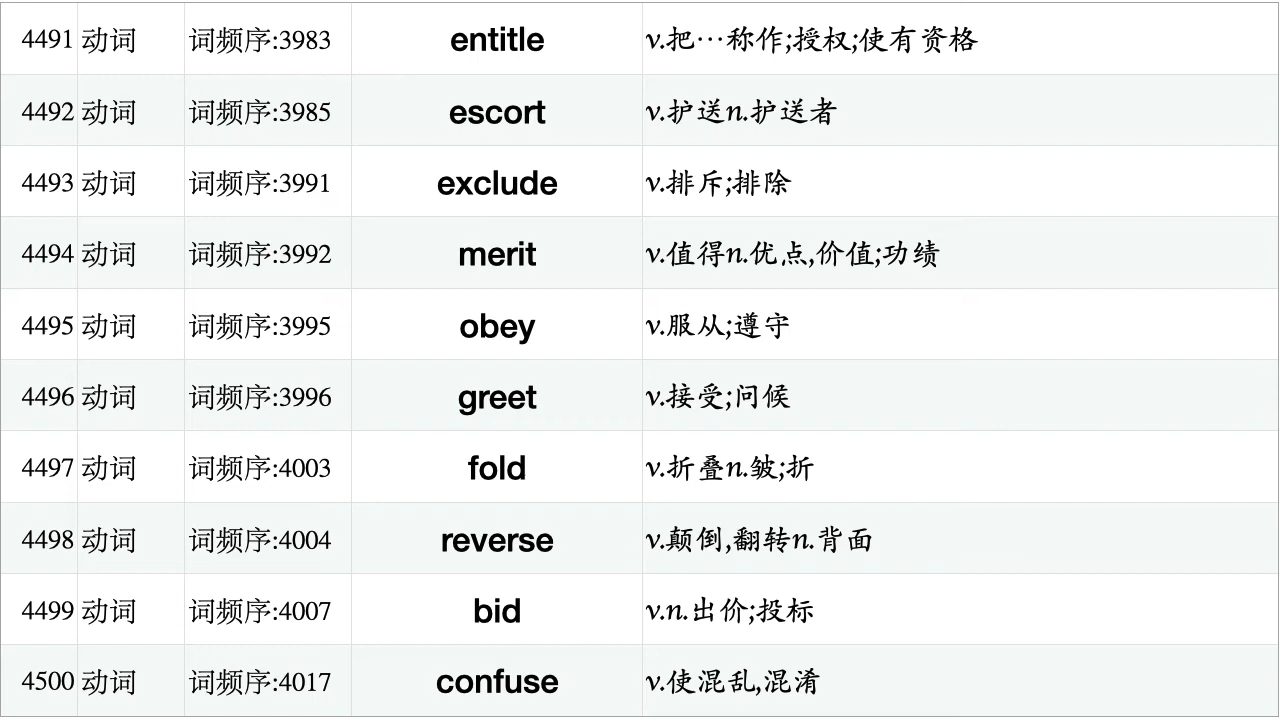 4491 动词 词频序:3983 entitle v.把…称作;授权;使有资格
4492 动词 词频序:3985 escort v.护送n.护送者
4493 动词 词频序:3991 exclude v.排斥;排除
4494 动词 词频序:3992 merit v.值得n.优点,价值;功绩
4495 动词 词频序:3995 obey v.服从;遵守
4496 动词 词频序:3996 greet v.接受;问候
4497 动词 词频序:4003 fold v.折叠n.皱;折
4498 动词 词频序:4004 reverse v.颠倒,翻转n.背面
4499 动词 词频序:4007 bid v.n.出价;投标
4500 动词 词频序:4017 confuse v.使混乱,混淆